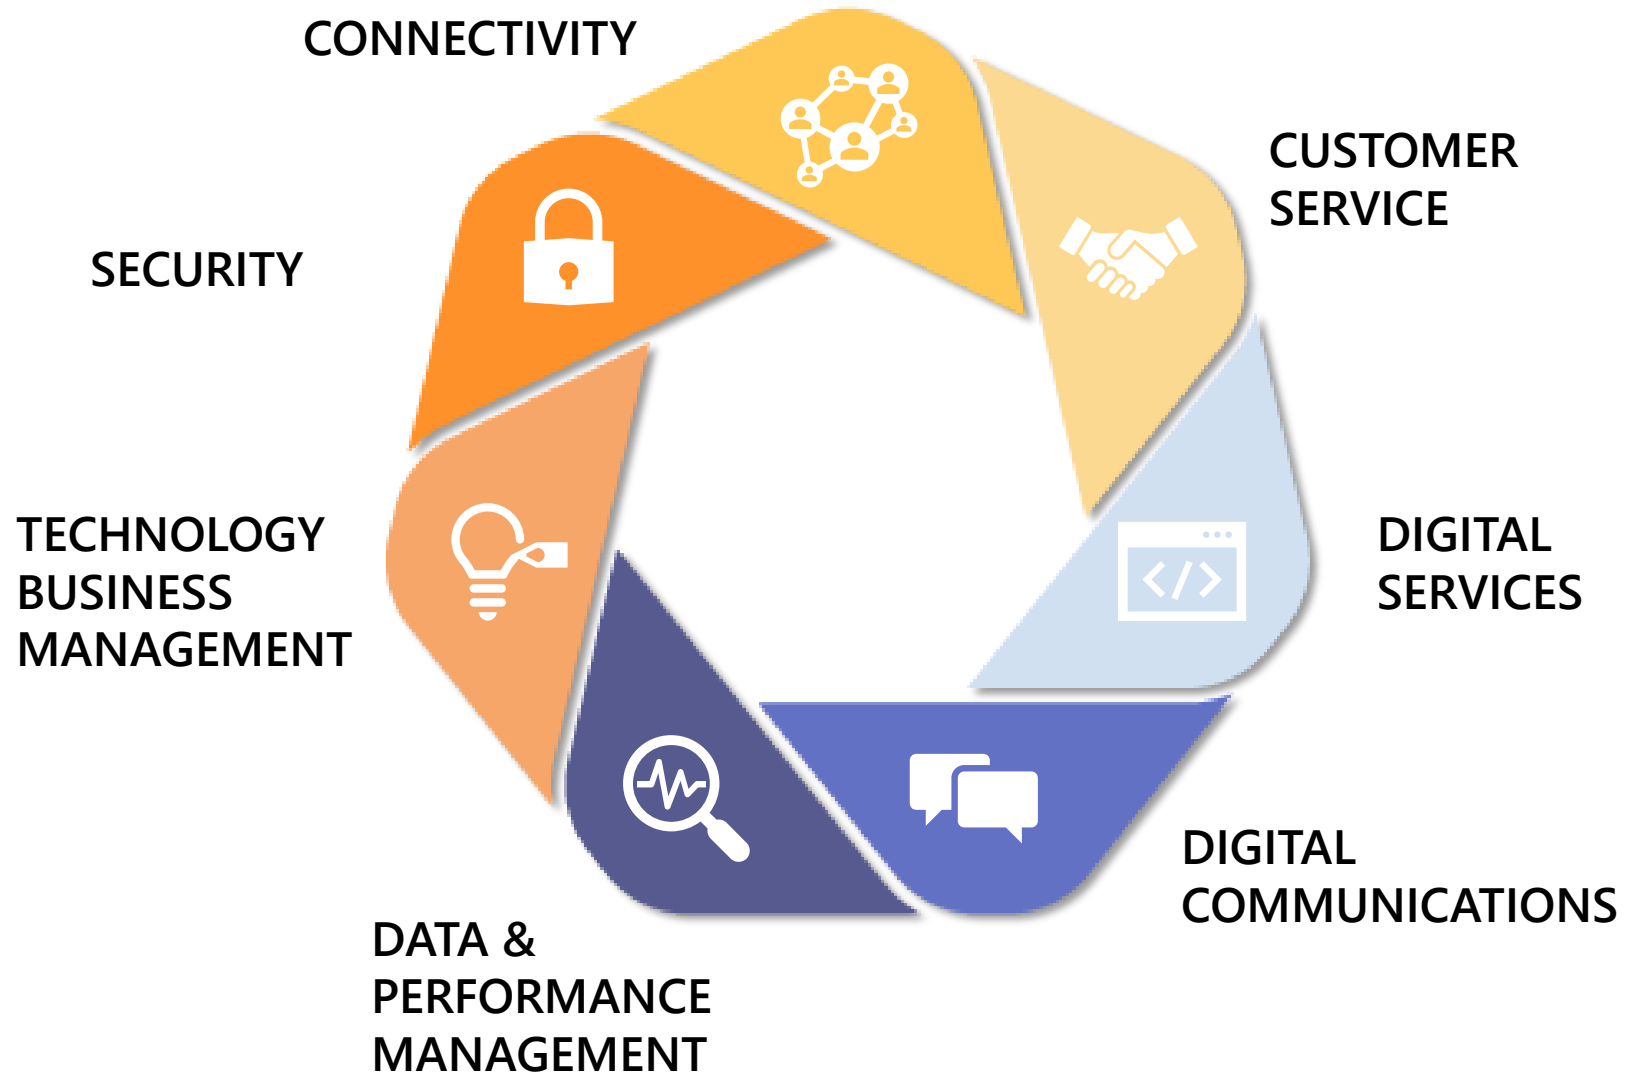 CONNECTIVITY
CUSTOMER
SERVICE
SECURITY
TECHNOLOGY
BUSINESS
MANAGEMENT
DIGITAL
SERVICES
DIGITAL
COMMUNICATIONS
DATA &
PERFORMANCE
MANAGEMENT